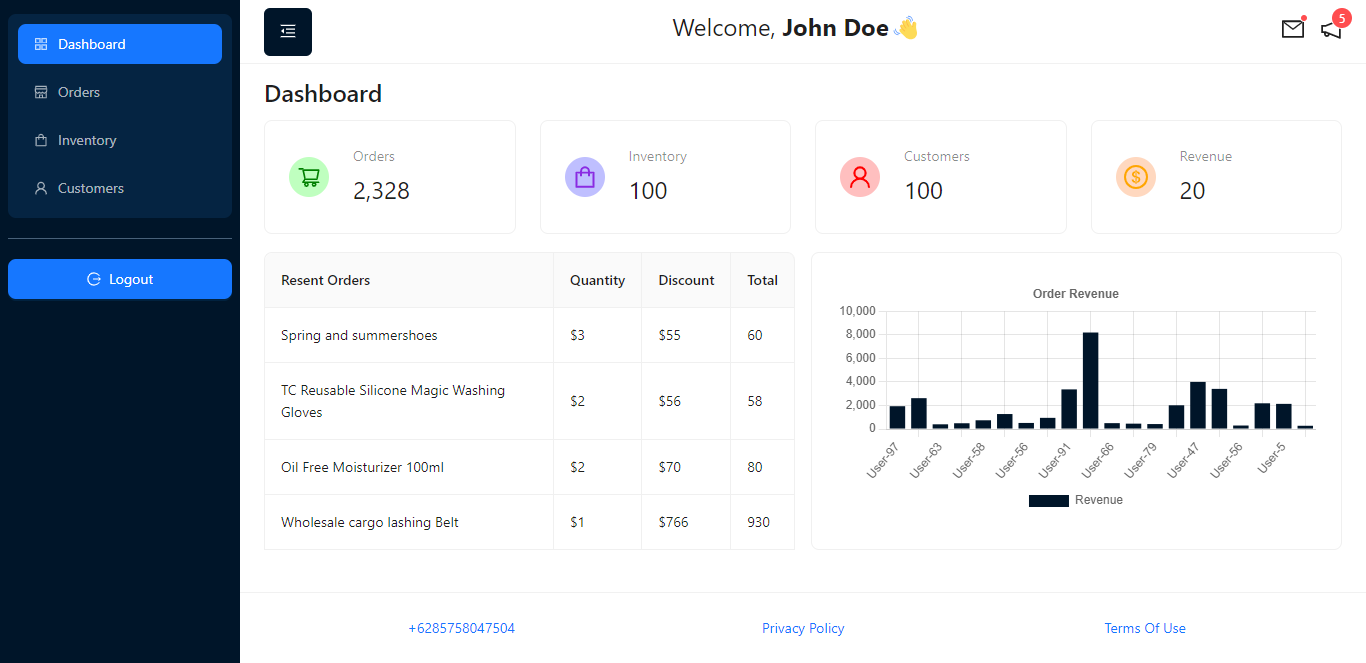 Dashboard
Orders
Inventory
Customers
Logout
Welcome, John Doe 👋
5
Dashboard
Orders
2,328
Inventory
100
Customers
100
Revenue
20
Resent Orders Quantity Discount Total
Spring and summershoes $3 $55 60
TC Reusable Silicone Magic Washing
Gloves $2 $56 58
Oil Free Moisturizer 100ml $2 $70 80
Wholesale cargo lashing Belt $1 $766 930
Order Revenue
10,000
8,000
6,000
4,000
2,000
0
User-97 User-63 User-58 User-56 User-91 User-66 User-79 User-47 User-56 User-5
Revenue
+6285758047504 Privacy Policy Terms Of Use